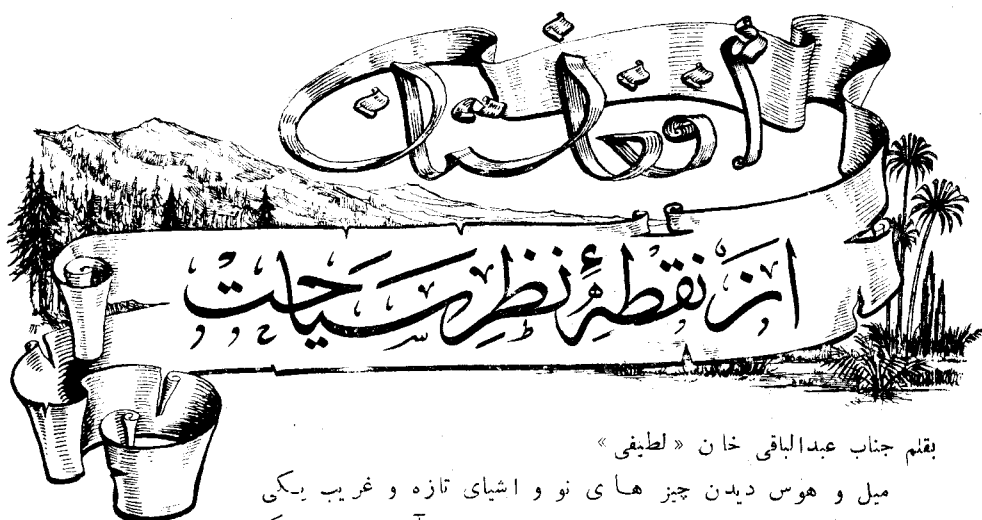 افغانستان
از نقطهٔ نظر سیاحت
بقلم جناب عبدالباقی خان « لطیفی »
میل و هوس دیدن چیز های نو و اشیای تازه و غریب یکی